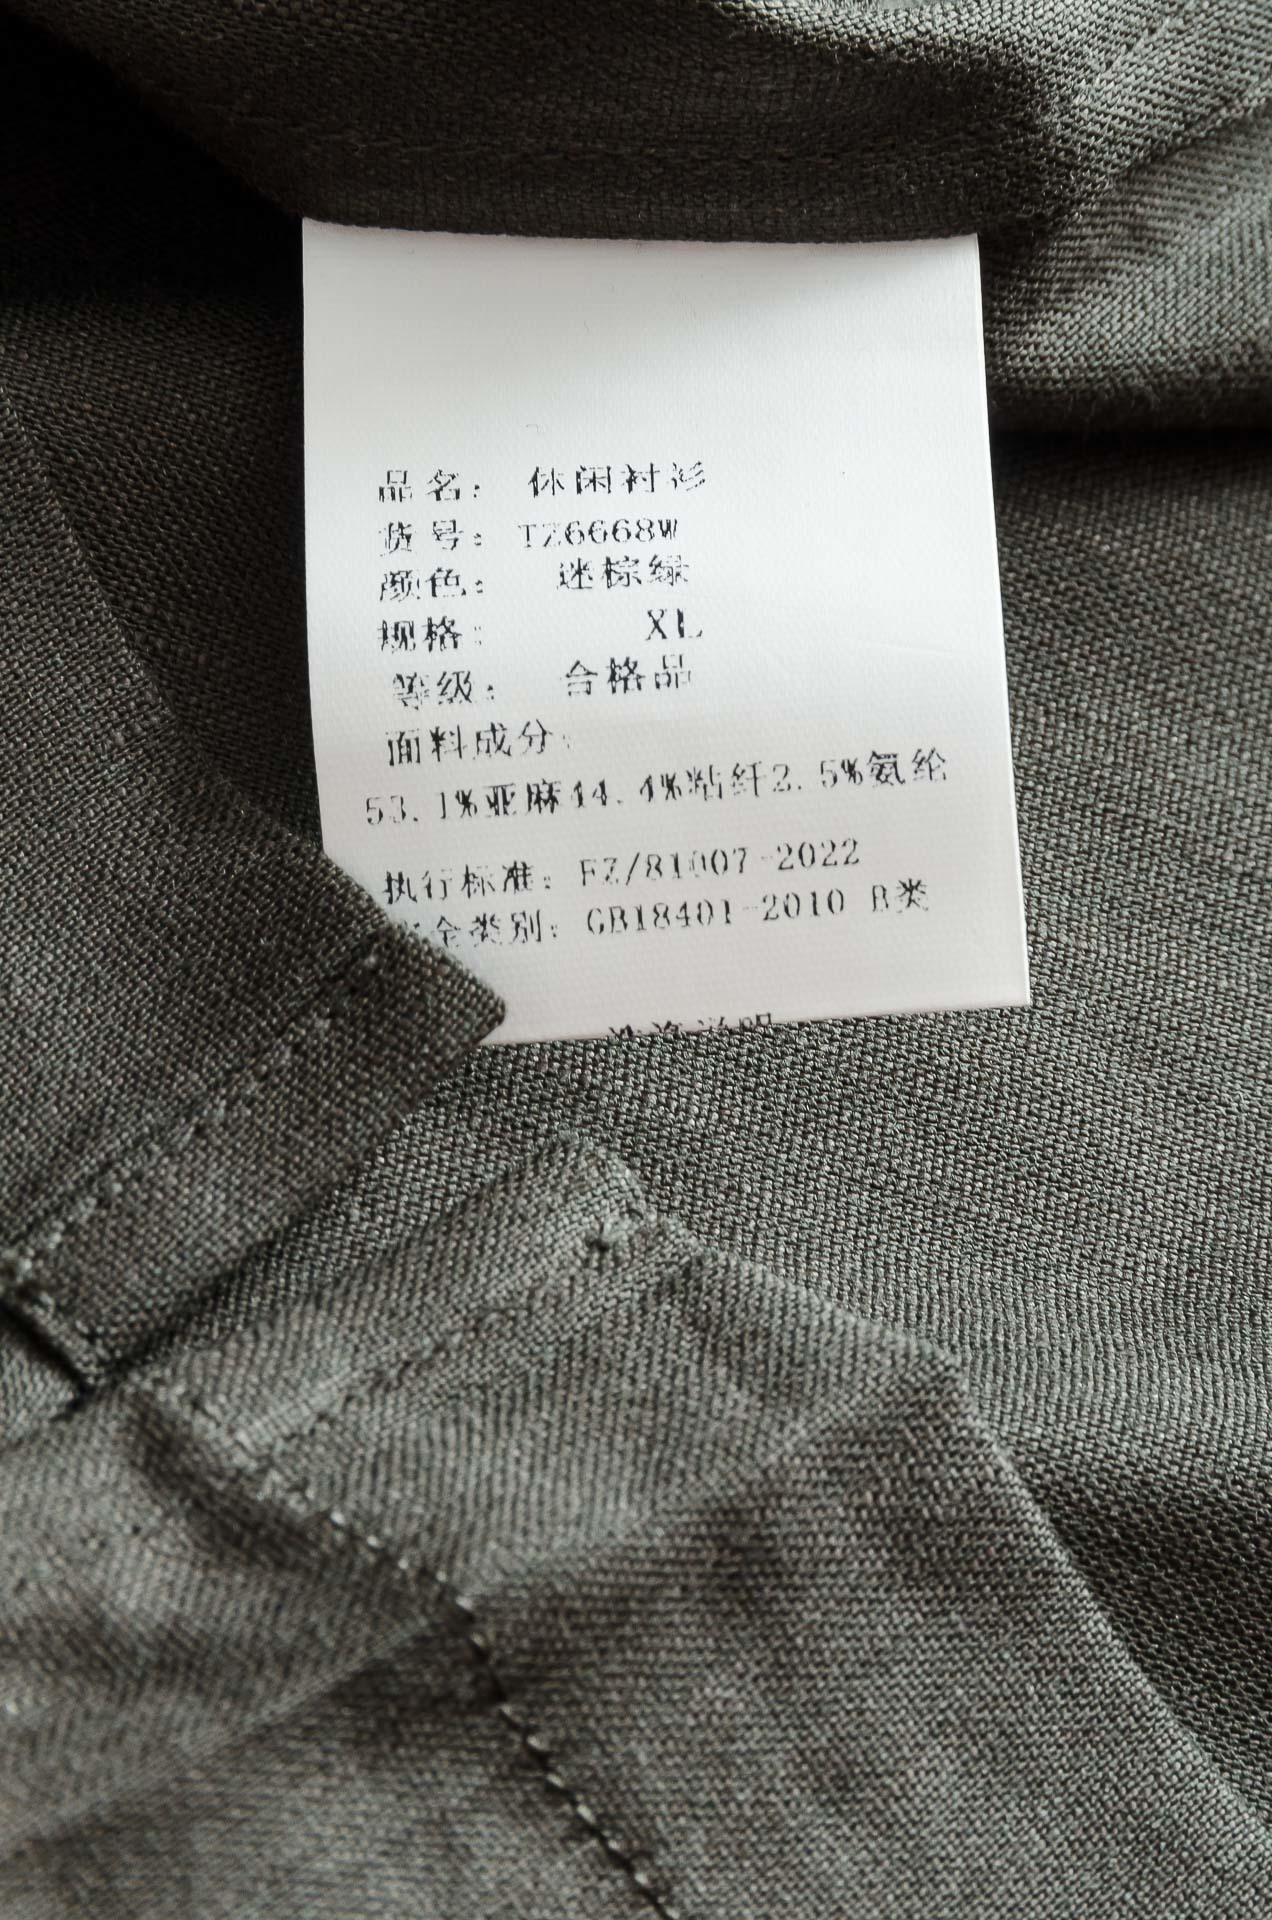 品名: 休闲衬衫
货号: TZ6668W
颜色: 迷棕绿
规格: XL
等级: 合格品
面料成分:
53.1%亚麻44.4%粘纤2.5%氨纶
执行标准: FZ/81007-2022
全类别: GB18401-2010 B类